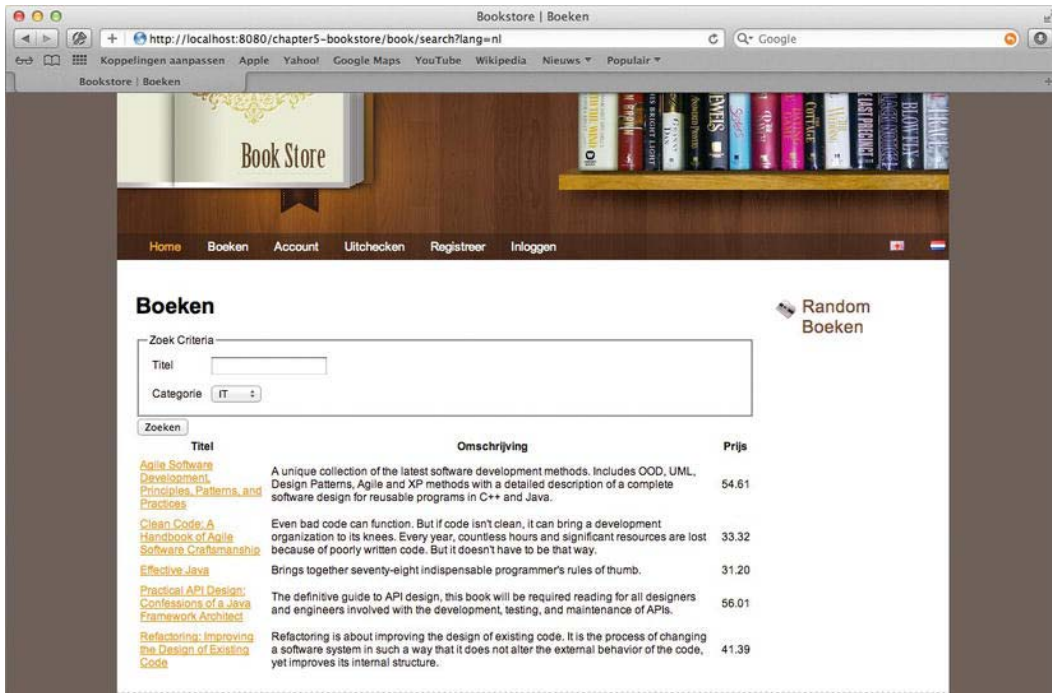 Bookstore | Boeken
http://localhost:8080/chapter5-bookstore/book/search?lang=nl
Google
Koppelingen aanpassen Apple Yahoo! Google Maps YouTube Wikipedia Nieuws Populair
Bookstore | Boeken
Book Store
THE LAST PRECINCT
BLOW FLY
Home Boeken Account Uitchecken Registreer Inloggen
Boeken
Random
Boeken
Zoek Criteria
Titel
Categorie IT
Zoeken
Titel Omschrijving Prijs
Agile Software
Development,
Principles, Patterns, and
Practices
A unique collection of the latest software development methods. Includes OOD, UML,
Design Patterns, Agile and XP methods with a detailed description of a complete
software design for reusable programs in C++ and Java.
54.61
Clean Code: A
Handbook of Agile
Software Craftsmanship
Even bad code can function. But if code isn't clean, it can bring a development
organization to its knees. Every year, countless hours and significant resources are lost
because of poorly written code. But it doesn't have to be that way.
33.32
Effective Java
Brings together seventy-eight indispensable programmer's rules of thumb.
31.20
Practical API Design:
Confessions of a Java
Framework Architect
The definitive guide to API design, this book will be required reading for all designers
and engineers involved with the development, testing, and maintenance of APIs.
56.01
Refactoring: Improving
the Design of Existing
Code
Refactoring is about improving the design of existing code. It is the process of changing
a software system in such a way that it does not alter the external behavior of the code,
yet improves its internal structure.
41.39